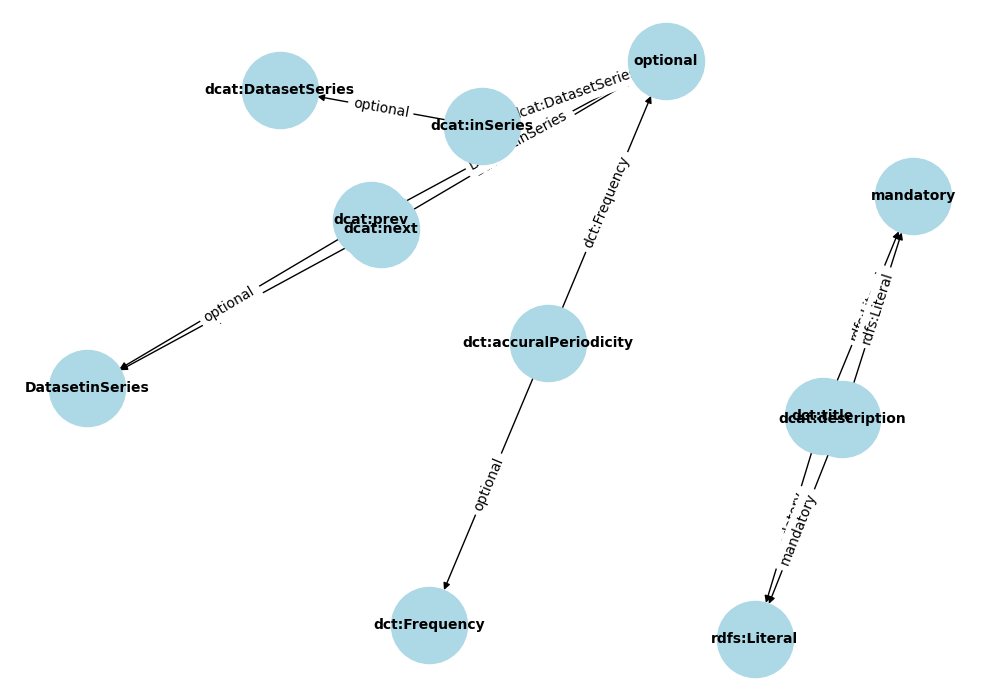 optional
dcat:DatasetSeries
optional
dcat:DatasetSerie
dcat:inSeries
inSeries
dct:Frequency
mandatory
dcat:prev
dcat:next
optional
rdfs:Literal
dct:accuralPeriodicity
DatasetinSeries
dct:title
dcat:description
optional
mandatory
dct:Frequency
rdfs:Literal